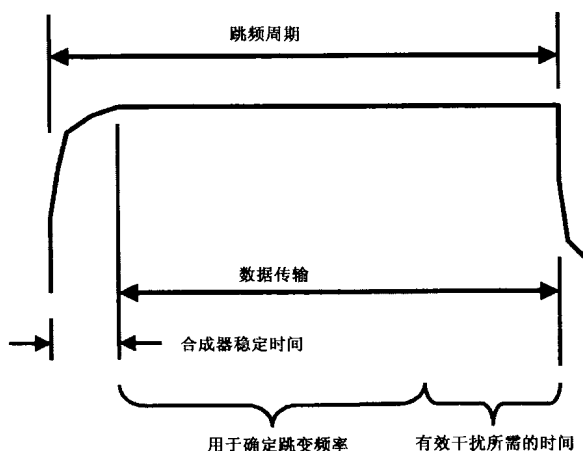 跳频周期
数据传输
合成器稳定时间
用于确定跳变频率
有效干扰所需的时间